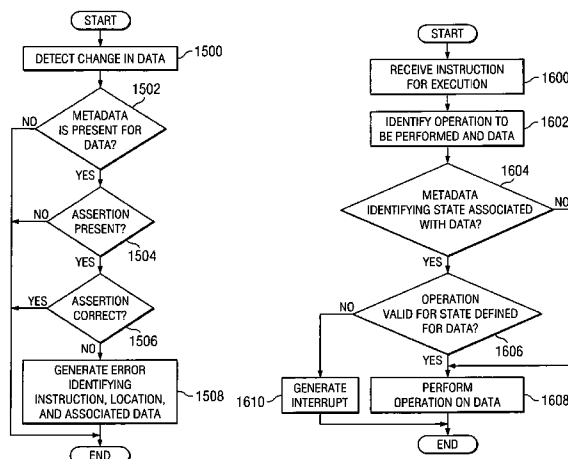 START
DETECT CHANGE IN DATA
1500
1502
METADATA
IS PRESENT FOR
DATA?
NO
YES
ASSERTION
PRESENT?
NO
1504
YES
ASSERTION
CORRECT?
YES
1506
NO
GENERATE ERROR
IDENTIFYING
INSTRUCTION, LOCATION,
AND ASSOCIATED DATA
1508
END
START
RECEIVE INSTRUCTION
FOR EXECUTION
1600
IDENTIFY OPERATION TO
BE PERFORMED AND DATA
1602
1604
METADATA
IDENTIFYING STATE ASSOCIATED
WITH DATA?
NO
YES
NO
OPERATION
VALID FOR STATE DEFINED
FOR DATA?
1606
YES
1610
GENERATE
INTERRUPT
PERFORM
OPERATION ON DATA
1608
END